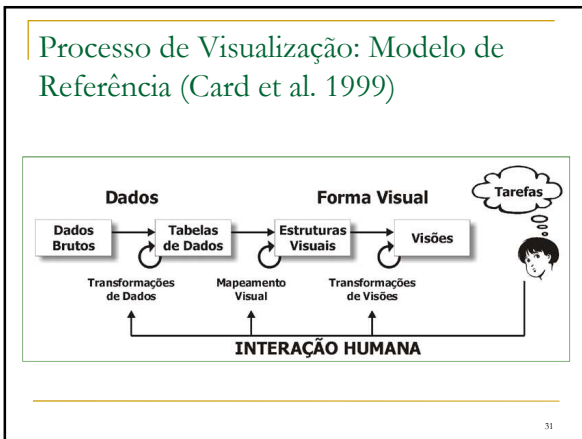 Processo de Visualização: Modelo de
Referência (Card et al. 1999)
Dados
Forma Visual
Tarefas
Dados
Brutos
Tabelas
de Dados
Estruturas
Visuais
Visões
Transformações
de Dados
Mapeamento
Visual
Transformações
de Visões
INTERAÇÃO HUMANA
31